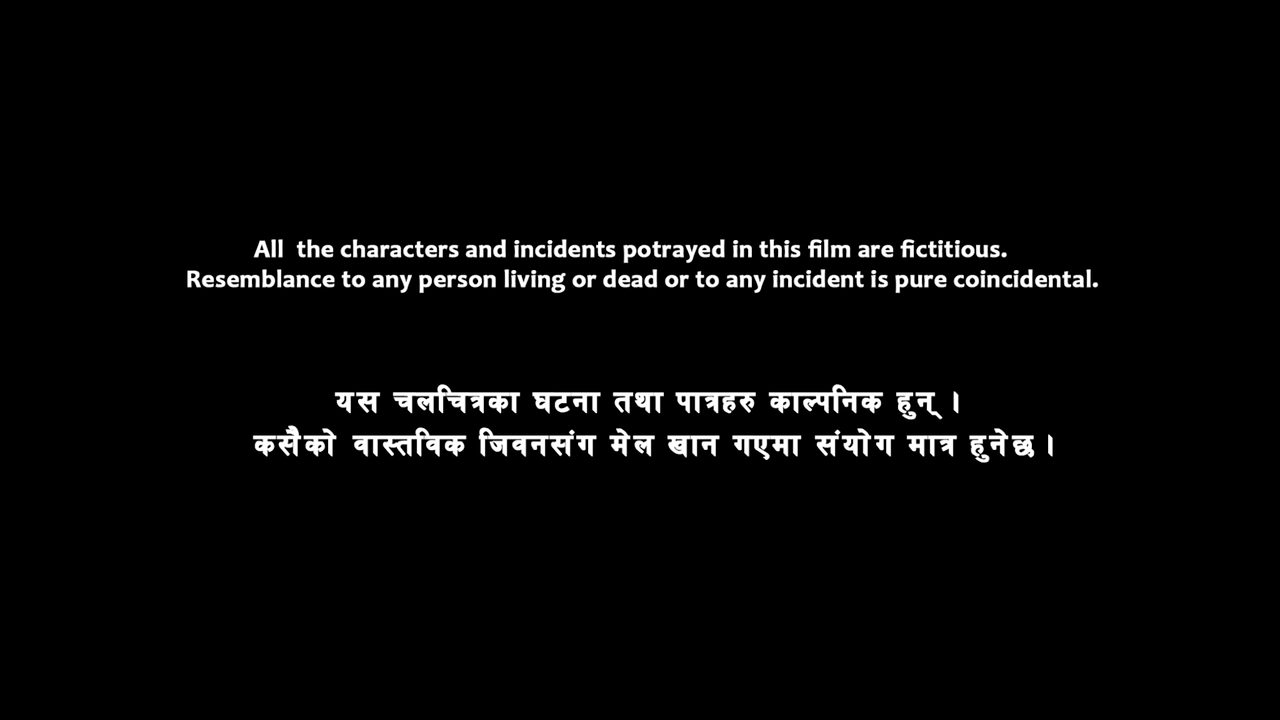 All  the characters and incidents potrayed in this film are fictitious.
Resemblance to any person living or dead or to any incident is pure coincidental.
यस चलचित्रका घटना तथा पात्रहरु काल्पनिक हुन् ।
कसैको वास्तविक जिवनसंग मेल खान गएमा संयोग मात्र हुनेछ ।